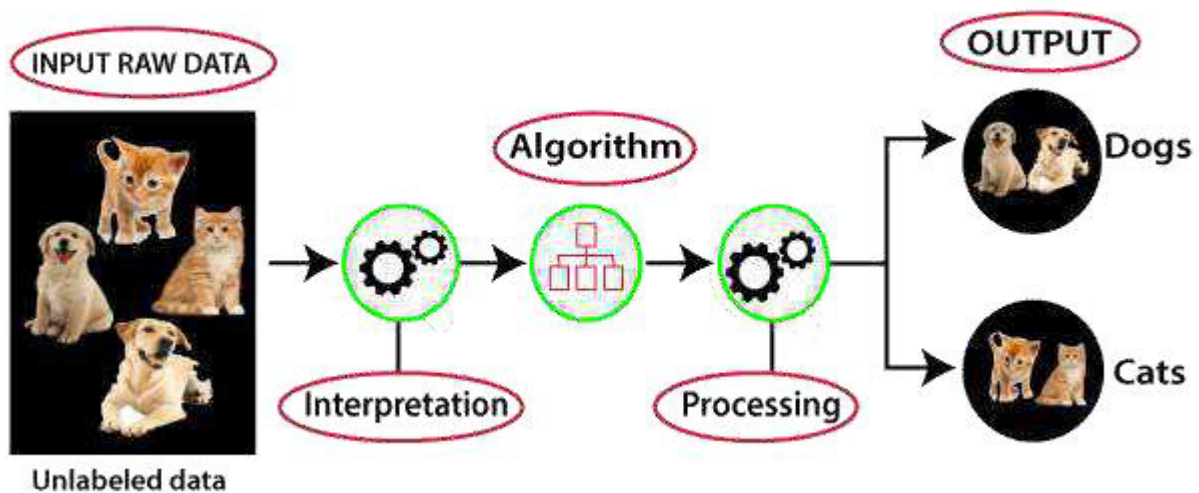 INPUT RAW DATA
OUTPUT
Algorithm
Dogs
Interpretation
Processing
Cats
Unlabeled data